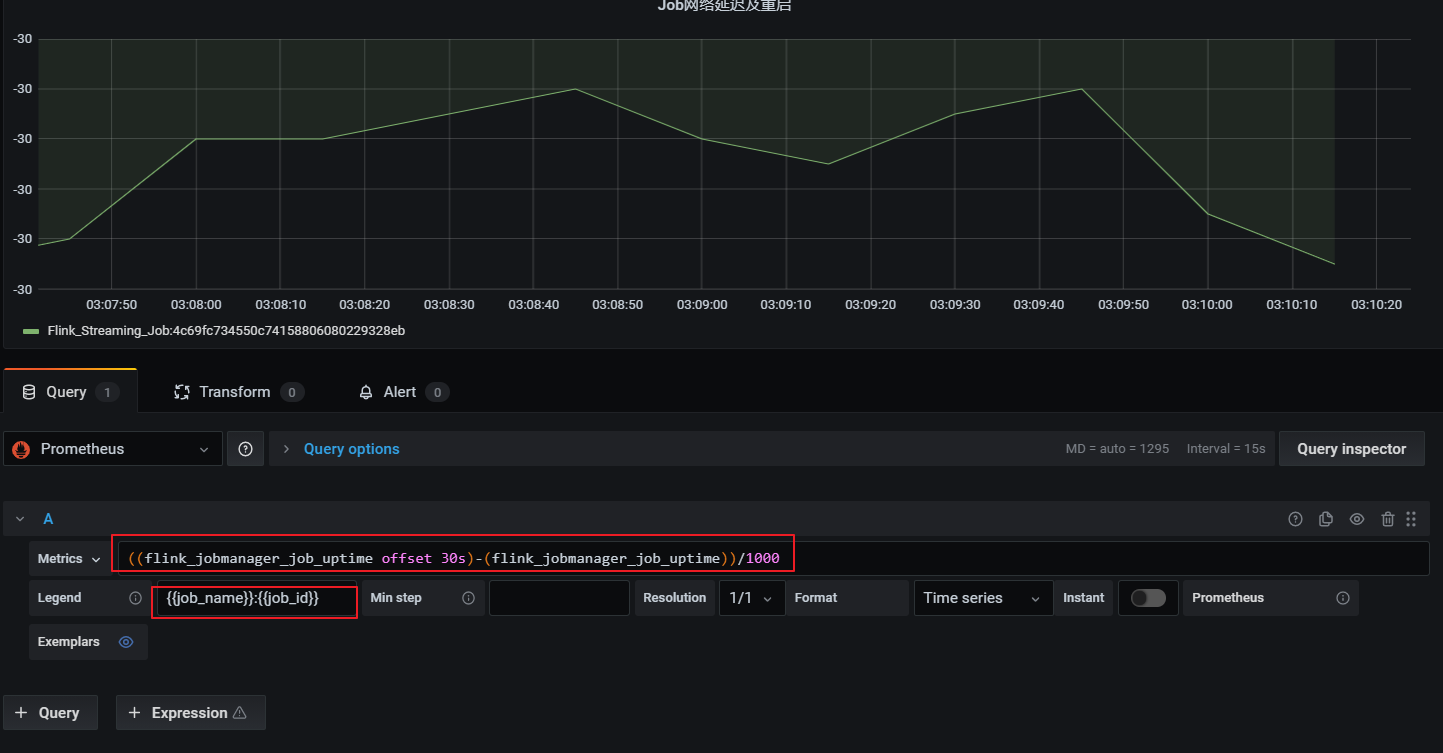 Job网络延迟及重启
-30
-30
-30
-30
-30
-30
03:07:50 03:08:00 03:08:10 03:08:20 03:08:30 03:08:40 03:08:50 03:09:00 03:09:10 03:09:20 03:09:30 03:09:40 03:09:50 03:10:00 03:10:10 03:10:20
Flink_Streaming_Job:4c69fc734550c74158806080229328eb
Query 1 Transform 0 Alert 0
Prometheus Query options MD = auto = 1295 Interval = 15s Query inspector
A
Metrics ((flink_jobmanager_job_uptime offset 30s)-(flink_jobmanager_job_uptime))/1000
Legend {{job_name}}:{{job_id}} Min step Resolution 1/1 Format Time series Instant Prometheus
Exemplars
+ Query + Expression